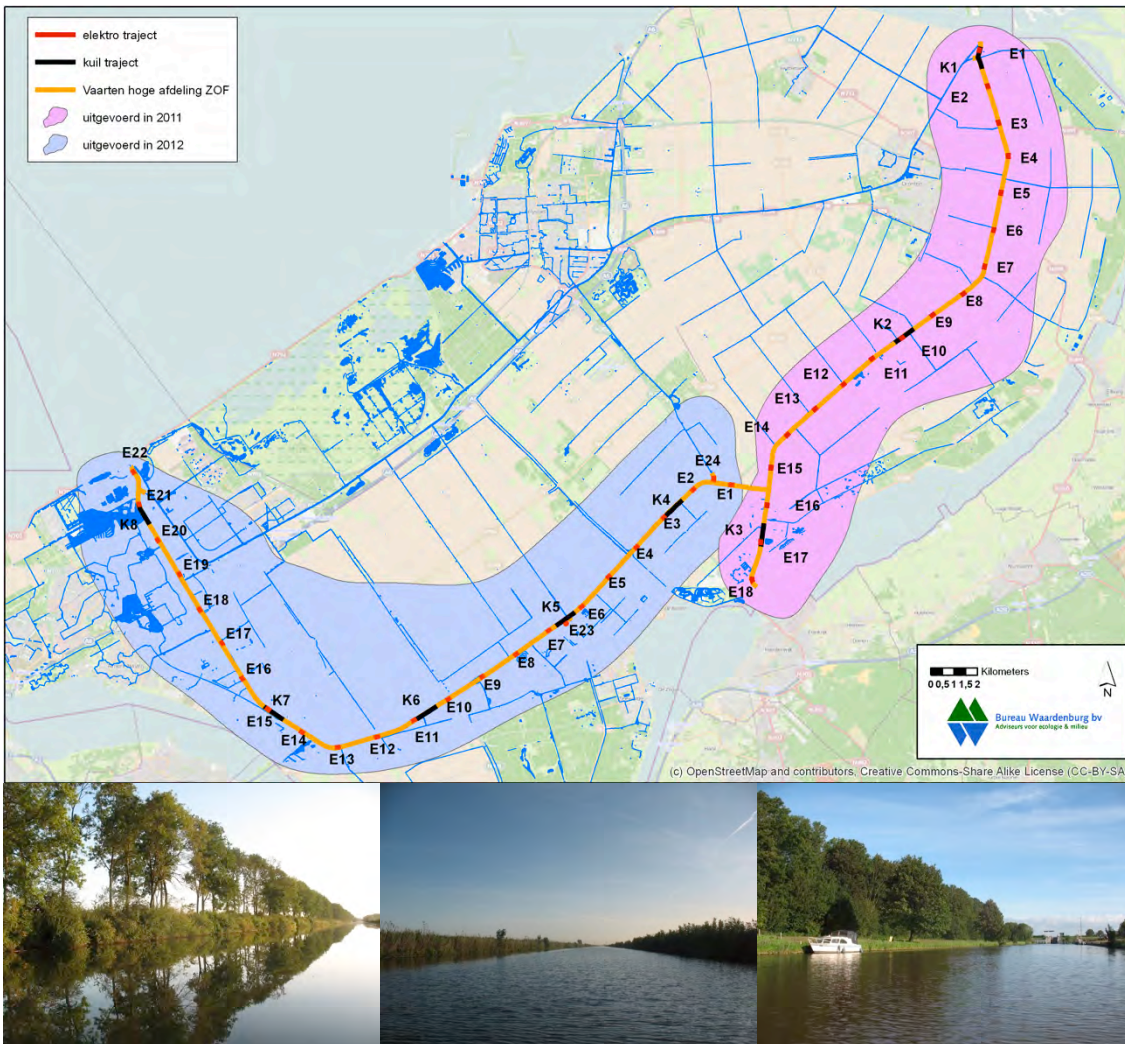 elektro traject
kuil traject
Vaarten hoge afdeling ZOF
uitgevoerd in 2011
uitgevoerd in 2012
K1
E1
E2
E3
E4
E5
E6
E7
E8
E9
K2
E10
E11
E12
E13
E14
E15
E16
K3
E17
E18
E24
E2
E1
K4
E3
E4
E5
K5
E6
E23
E7
E8
E9
K6
E10
E11
E12
E13
E14
K7
E15
E16
E17
E18
E19
E20
K8
E21
E22
Kilometers
0 0,5 1 1,5 2
N
Bureau Waardenburg bv
Adviseurs voor ecologie & milieu
(c) OpenStreetMap and contributors, Creative Commons-Share Alike License (CC-BY-SA